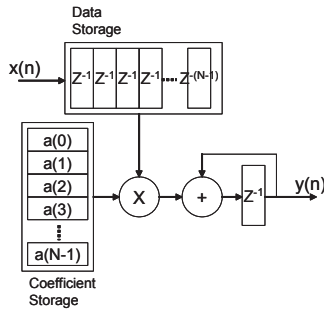 Data
Storage
x(n)
Z-1 Z-1 Z-1 Z-1 Z-(N-1)
a(0)
a(1)
a(2)
a(3)
a(N-1)
X
+
Z-1
y(n)
Coefficient
Storage